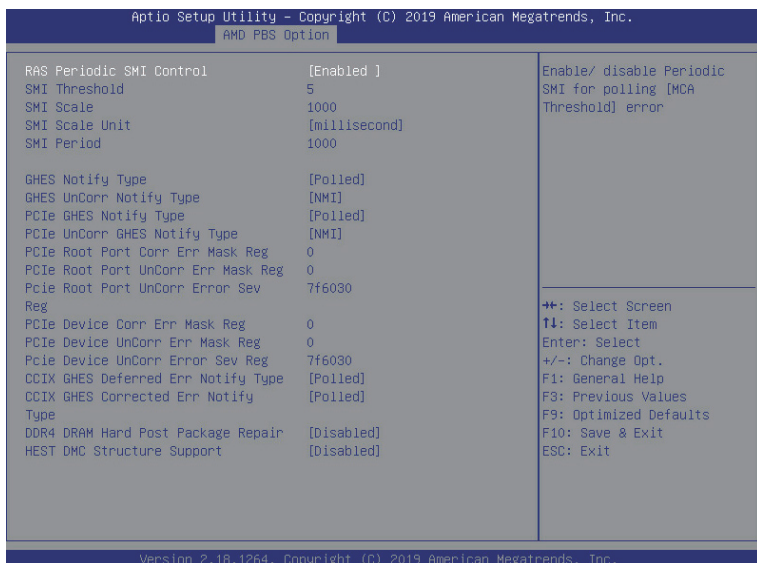 Aptio Setup Utility – Copyright (C) 2019 American Megatrends, Inc.
AMD PBS Option
RAS Periodic SMI Control [Enabled ]
SMI Threshold 5
SMI Scale 1000
SMI Scale Unit [millisecond]
SMI Period 1000
GHES Notify Type [Polled]
GHES UnCorr Notify Type [NMI]
PCIe GHES Notify Type [Polled]
PCIe UnCorr GHES Notify Type [NMI]
PCIe Root Port Corr Err Mask Reg 0
PCIe Root Port UnCorr Err Mask Reg 0
Pcie Root Port UnCorr Error Sev 7f6030
Reg
PCIe Device Corr Err Mask Reg 0
PCIe Device UnCorr Err Mask Reg 0
Pcie Device UnCorr Error Sev Reg 7f6030
CCIX GHES Deferred Err Notify Type [Polled]
CCIX GHES Corrected Err Notify [Polled]
Type
DDR4 DRAM Hard Post Package Repair [Disabled]
HEST DMC Structure Support [Disabled]
Enable/ disable Periodic
SMI for polling [MCA
Threshold] error
→←: Select Screen
↑↓: Select Item
Enter: Select
+/-: Change Opt.
F1: General Help
F3: Previous Values
F9: Optimized Defaults
F10: Save & Exit
ESC: Exit
Version 2.18.1264. Copyright (C) 2019 American Megatrends, Inc.